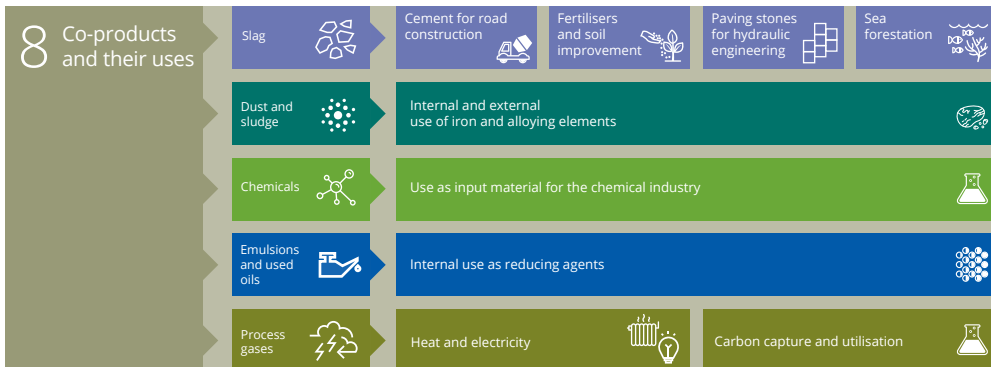 8
Co-products
and their uses
Slag
Cement for road
construction
Fertilisers
and soil
improvement
Paving stones
for hydraulic
engineering
Sea
forestation
Dust and
sludge
Internal and external
use of iron and alloying elements
Chemicals
Use as input material for the chemical industry
Emulsions
and used
oils
Internal use as reducing agents
Process
gases
Heat and electricity
Carbon capture and utilisation